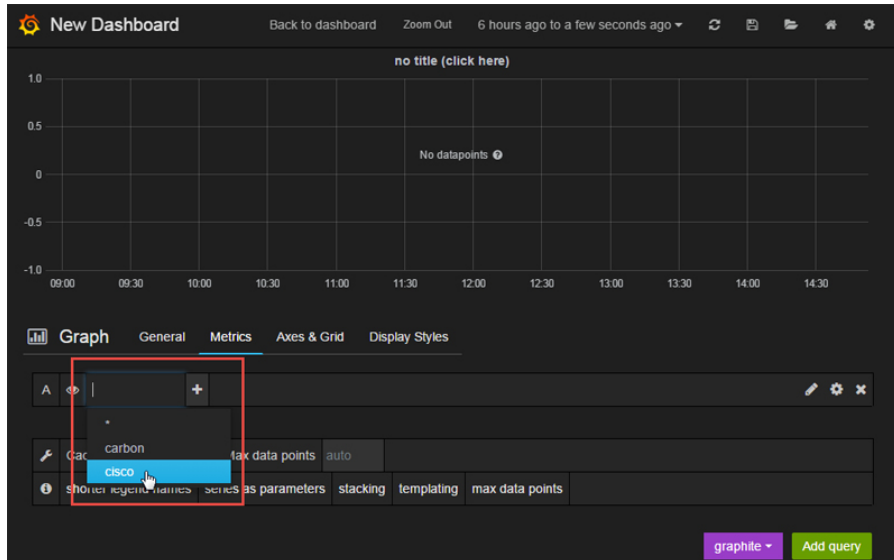 New Dashboard Back to dashboard Zoom Out 6 hours ago to a few seconds ago
no title (click here)
1.0
0.5
No datapoints
0
-0.5
-1.0
09:00 09:30 10:00 10:30 11:00 11:30 12:00 12:30 13:00 13:30 14:00 14:30
Graph General Metrics Axes & Grid Display Styles
A
*
carbon
cisco
Cac Max data points auto
shorter legend names series as parameters stacking templating max data points
graphite Add query